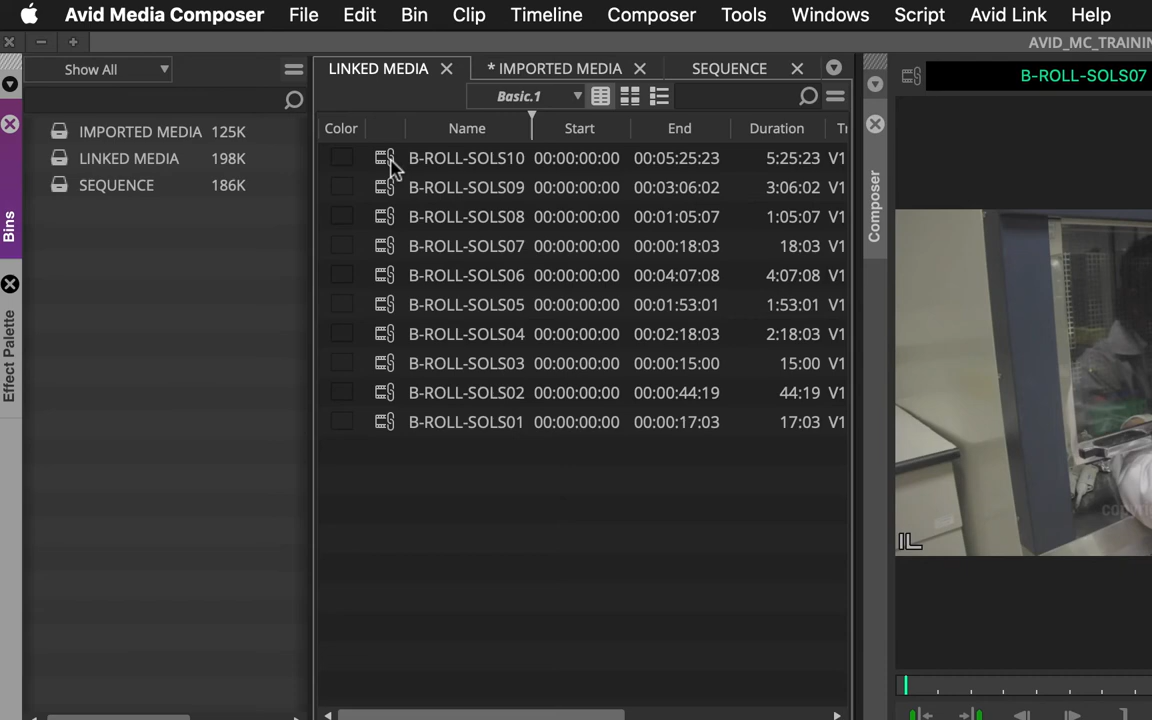 Avid Media Composer File Edit Bin Clip Timeline Composer Tools Windows Script Avid Link Help
AVID_MC_TRAININ
Show All
LINKED MEDIA
* IMPORTED MEDIA
SEQUENCE
B-ROLL-SOLS07
Basic.1
Bins
Effect Palette
IMPORTED MEDIA 125K
LINKED MEDIA 198K
SEQUENCE 186K
Color Name Start End Duration Tr
B-ROLL-SOLS10 00:00:00:00 00:05:25:23 5:25:23 V1
B-ROLL-SOLS09 00:00:00:00 00:03:06:02 3:06:02 V1
B-ROLL-SOLS08 00:00:00:00 00:01:05:07 1:05:07 V1
B-ROLL-SOLS07 00:00:00:00 00:00:18:03 18:03 V1
B-ROLL-SOLS06 00:00:00:00 00:04:07:08 4:07:08 V1
B-ROLL-SOLS05 00:00:00:00 00:01:53:01 1:53:01 V1
B-ROLL-SOLS04 00:00:00:00 00:02:18:03 2:18:03 V1
B-ROLL-SOLS03 00:00:00:00 00:00:15:00 15:00 V1
B-ROLL-SOLS02 00:00:00:00 00:00:44:19 44:19 V1
B-ROLL-SOLS01 00:00:00:00 00:00:17:03 17:03 V1
Composer